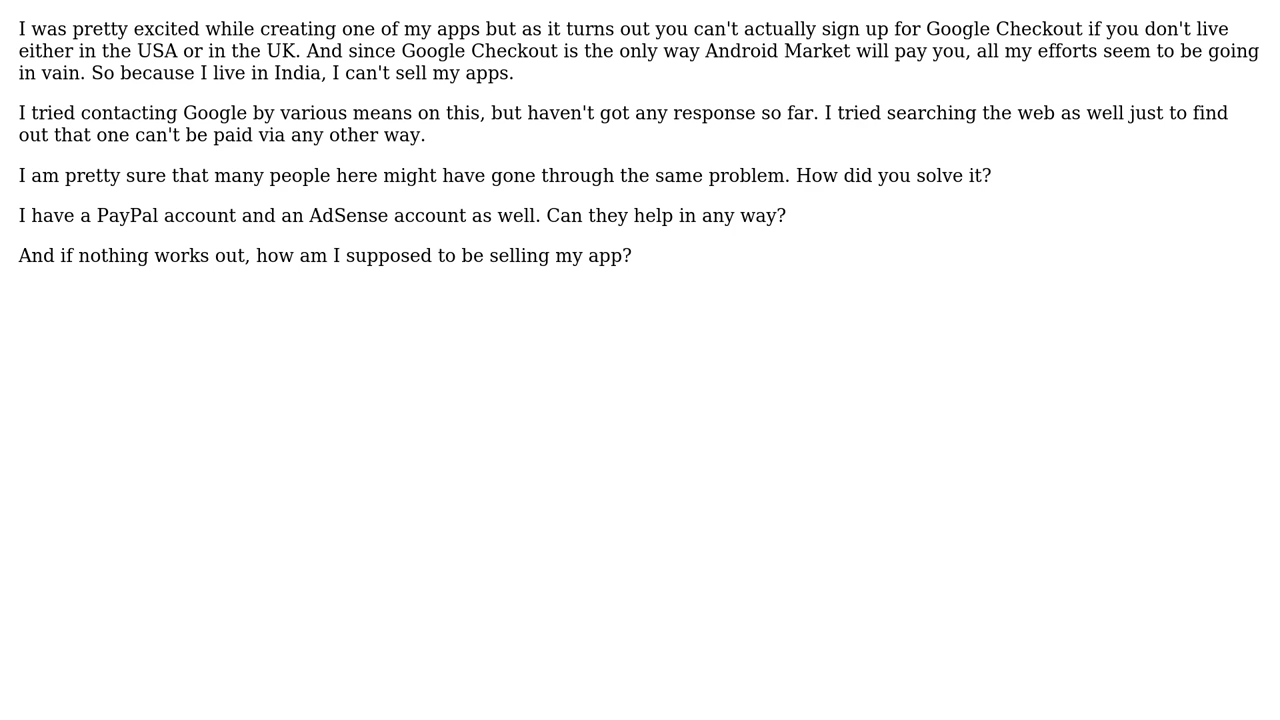 I was pretty excited while creating one of my apps but as it turns out you can't actually sign up for Google Checkout if you don't live
either in the USA or in the UK. And since Google Checkout is the only way Android Market will pay you, all my efforts seem to be going
in vain. So because I live in India, I can't sell my apps.
I tried contacting Google by various means on this, but haven't got any response so far. I tried searching the web as well just to find
out that one can't be paid via any other way.
I am pretty sure that many people here might have gone through the same problem. How did you solve it?
I have a PayPal account and an AdSense account as well. Can they help in any way?
And if nothing works out, how am I supposed to be selling my app?